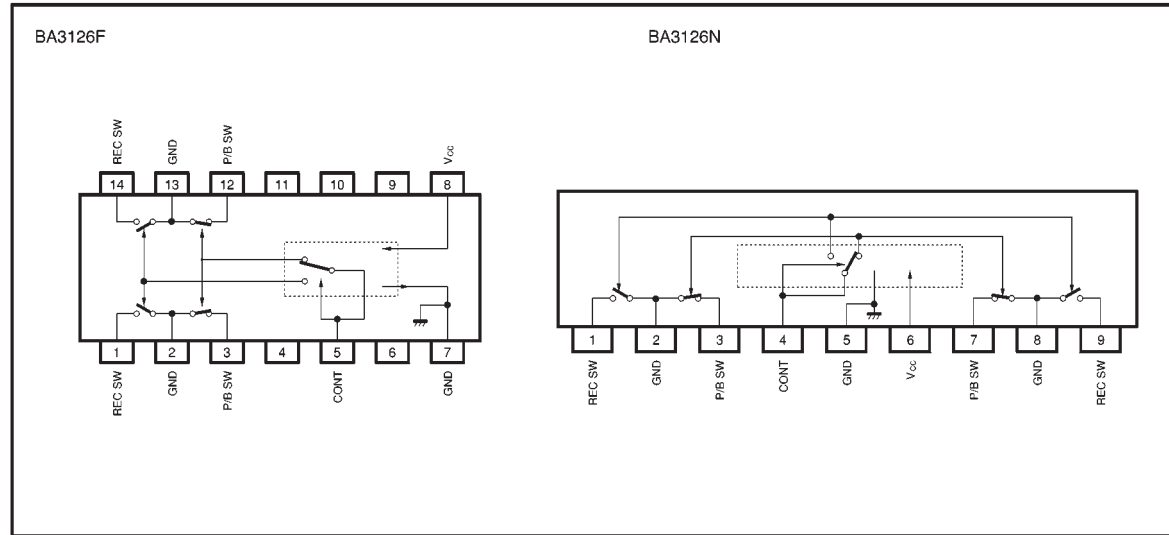 BA3126F
BA3126N
REC SW
GND
P/B SW
Vcc
14
13
12
11
10
9
8
1
2
3
4
5
6
7
REC SW
GND
P/B SW
CONT
GND
1
2
3
4
5
6
7
8
9
REC SW
GND
P/B SW
CONT
GND
Vcc
P/B SW
GND
REC SW